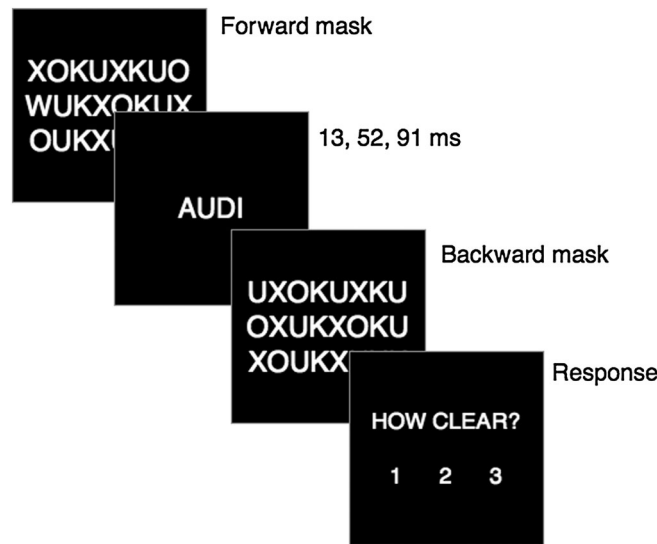 Forward mask
XOKUXKUO
WUKXOKUX
OUKX
13, 52, 91 ms
AUDI
Backward mask
UXOKUXKU
OXUKXOKU
XOUKX
Response
HOW CLEAR?
1 2 3